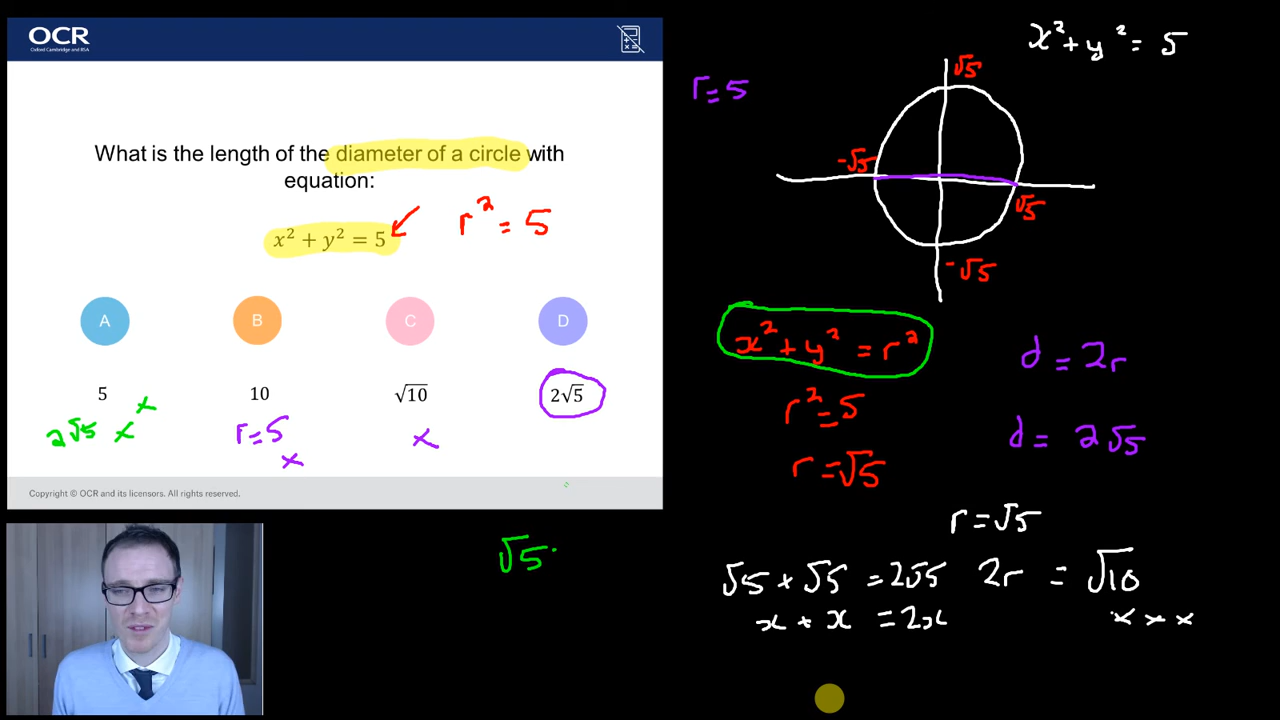 OCR
Oxford Cambridge and RSA
What is the length of the diameter of a circle with
equation:
x² + y² = 5
r² = 5
A
B
C
D
5
10
√10
2√5
2√5 x x
r = 5
x
x
Copyright © OCR and its licensors. All rights reserved.
√5
x² + y² = 5
r = 5
√5
-√5
√5
-√5
x² + y² = r²
r² = 5
r = √5
d = 2r
d = 2√5
r = √5
√5 + √5 = 2√5 2r = √10
x + x = 2x x x x